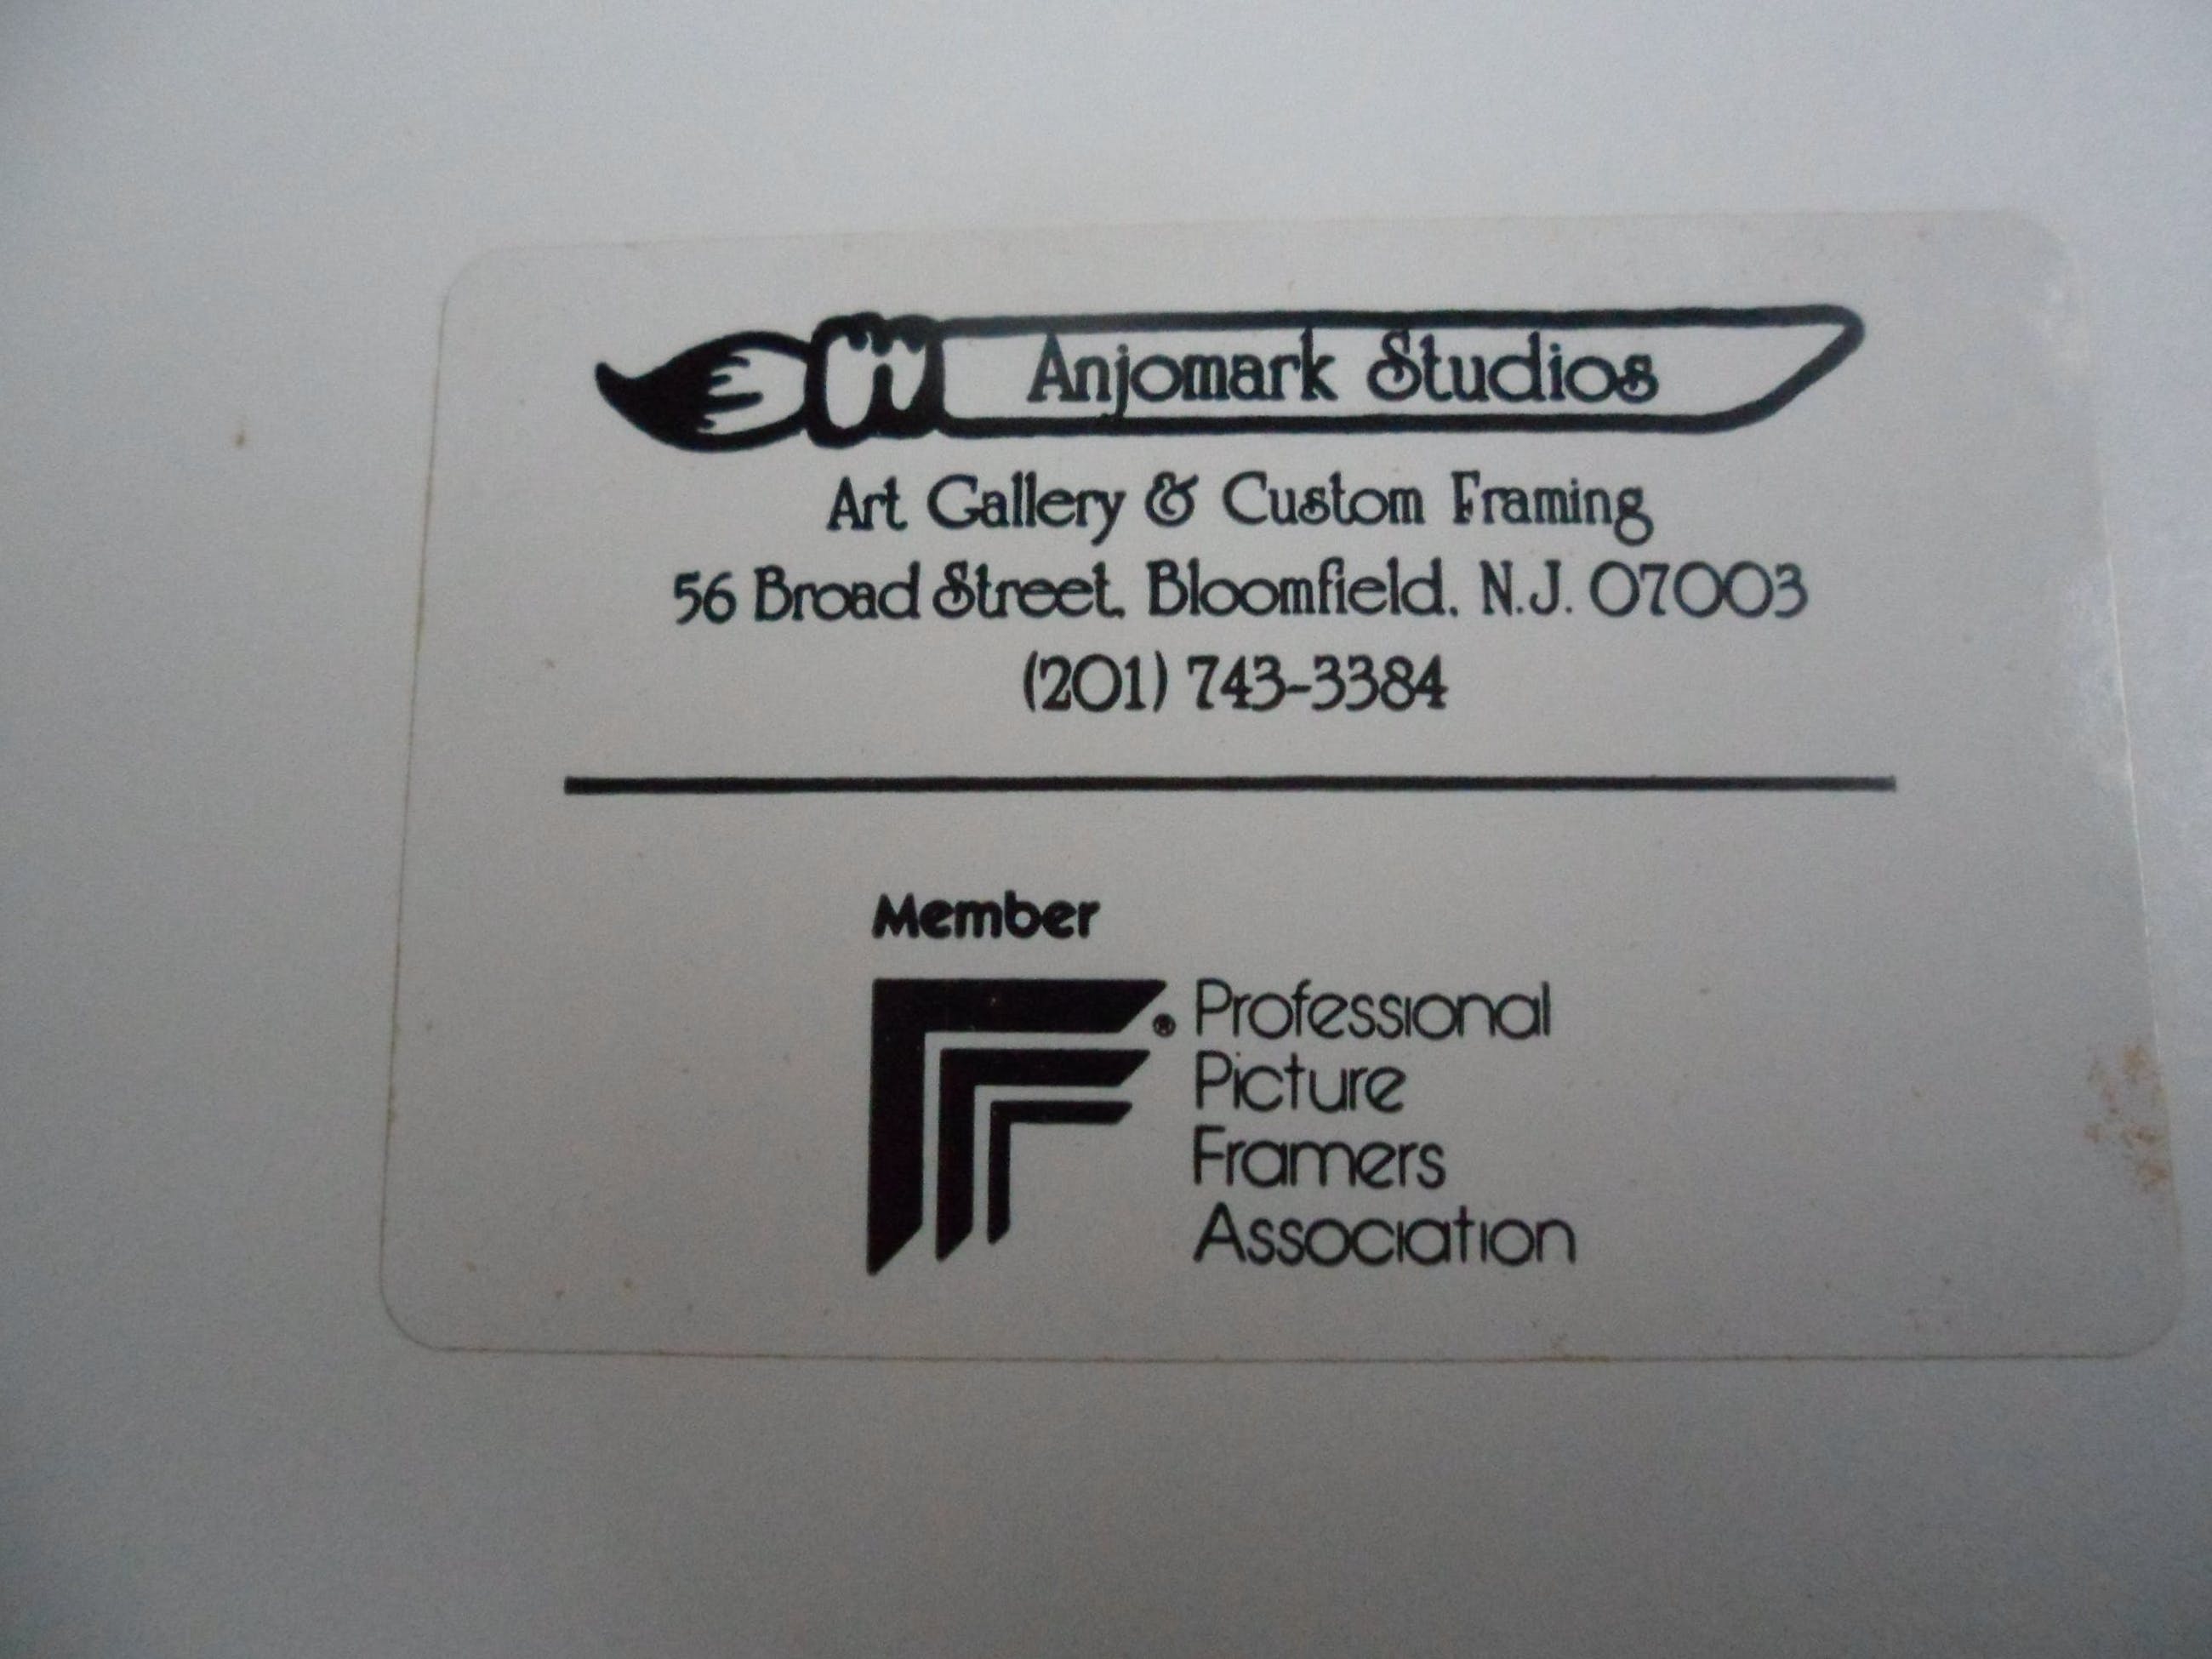 Anjomark Studios
Art Gallery & Custom Framing
56 Broad Street, Bloomfield, N.J. 07003
(201) 743-3384
Member
® Professional
Picture
Framers
Association